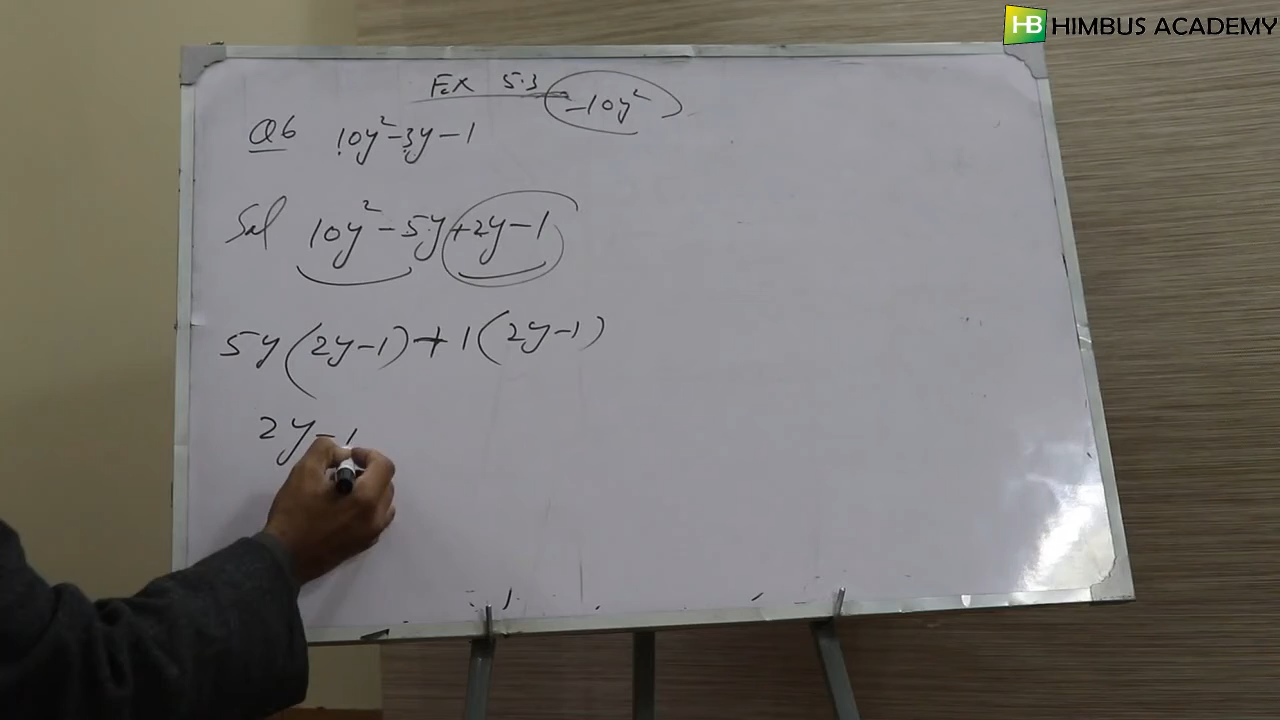 HB HIMBUS ACADEMY
Ex 5.3
-10y²
Q6 10y²-3y-1
Sol 10y²-5y+2y-1
5y(2y-1)+1(2y-1)
2y-1